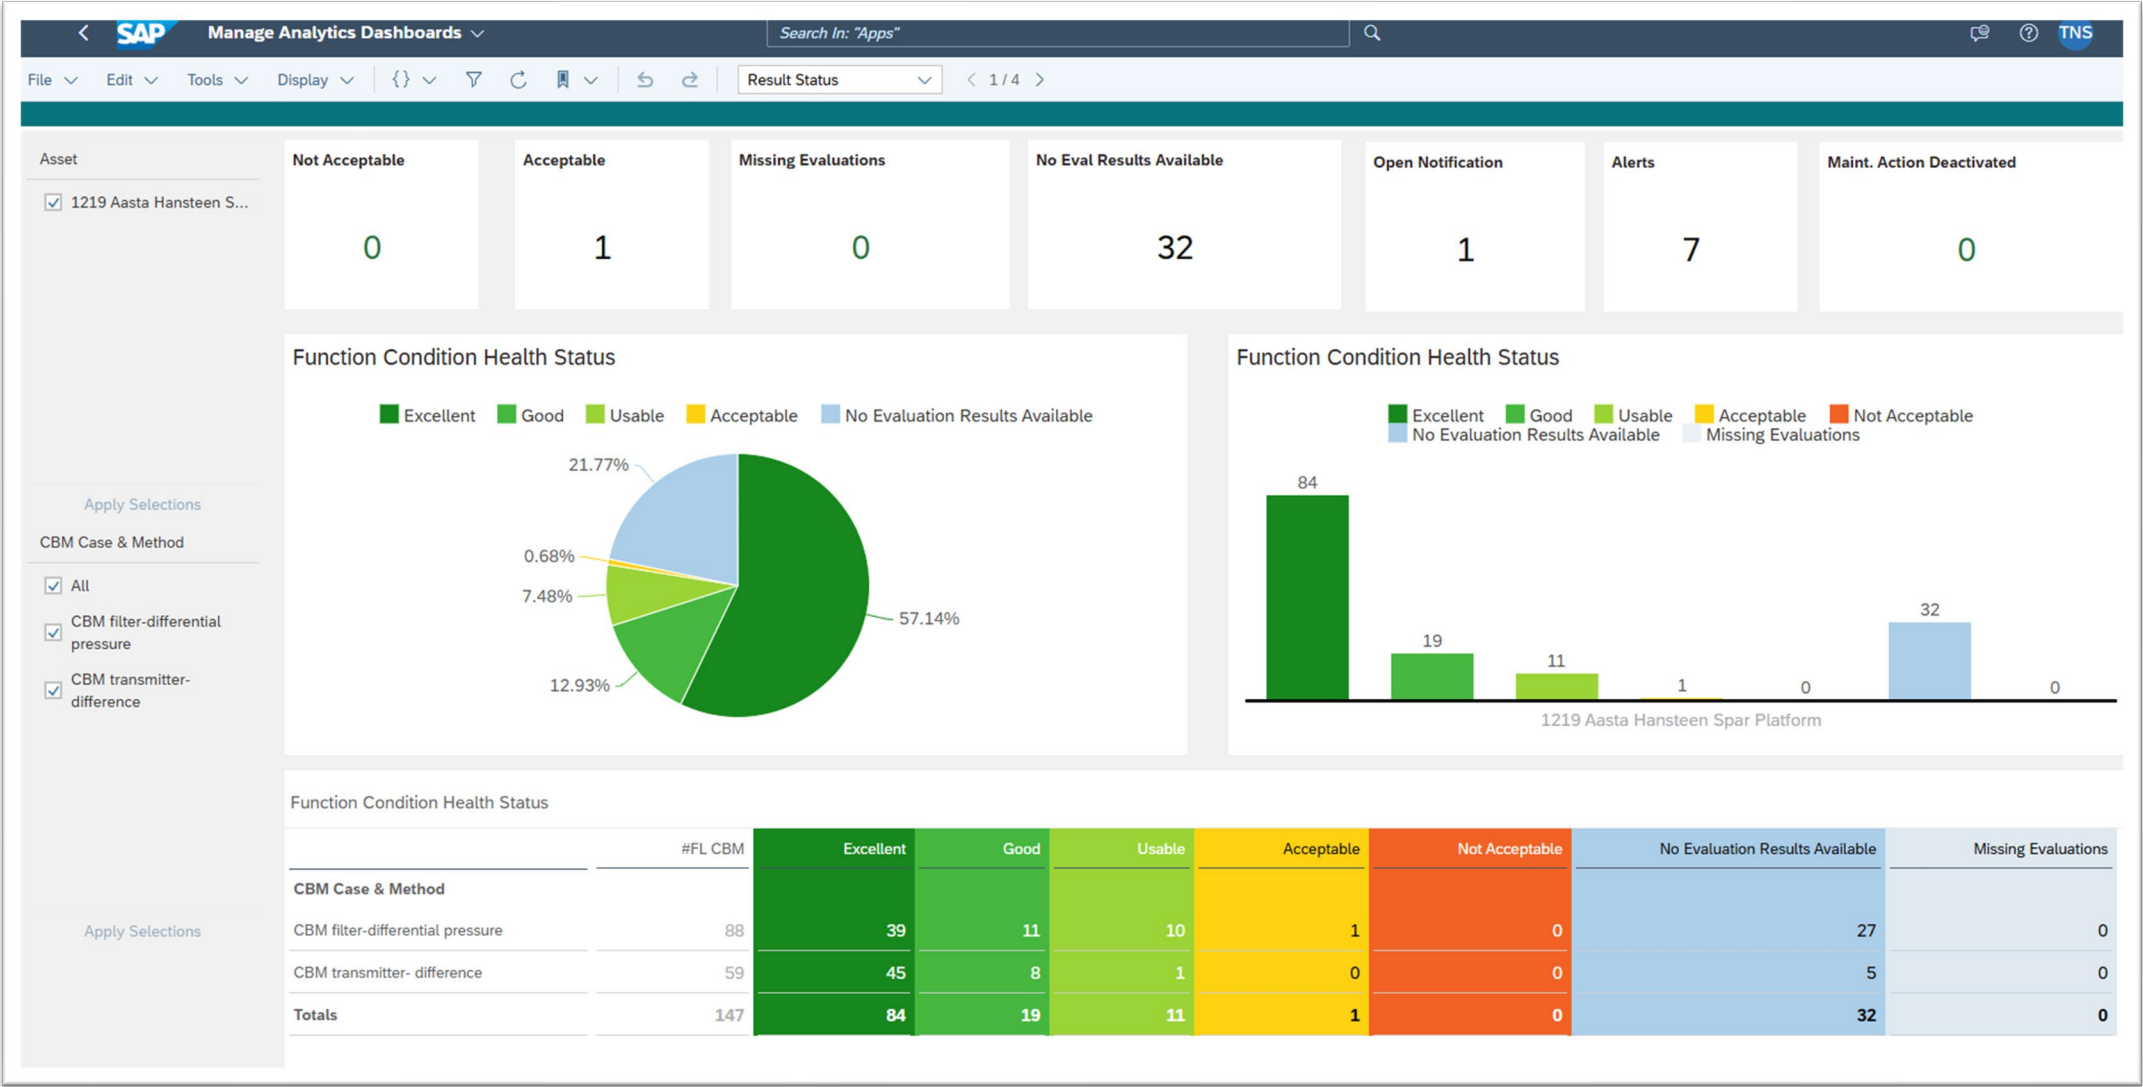 SAP Manage Analytics Dashboards Search In: "Apps" TNS
File Edit Tools Display {} Result Status 1 / 4
Asset
1219 Aasta Hansteen S...
Apply Selections
CBM Case & Method
All
CBM filter-differential
pressure
CBM transmitter-
difference
Apply Selections
Not Acceptable
0
Acceptable
1
Missing Evaluations
0
No Eval Results Available
32
Open Notification
1
Alerts
7
Maint. Action Deactivated
0
Function Condition Health Status
Excellent Good Usable Acceptable No Evaluation Results Available
21.77%
0.68%
7.48%
57.14%
12.93%
Function Condition Health Status
Excellent Good Usable Acceptable Not Acceptable
No Evaluation Results Available Missing Evaluations
84
19
11
1
0
32
0
1219 Aasta Hansteen Spar Platform
Function Condition Health Status
#FL CBM Excellent Good Usable Acceptable Not Acceptable No Evaluation Results Available Missing Evaluations
CBM Case & Method
CBM filter-differential pressure 88 39 11 10 1 0 27 0
CBM transmitter- difference 59 45 8 1 0 0 5 0
Totals 147 84 19 11 1 0 32 0